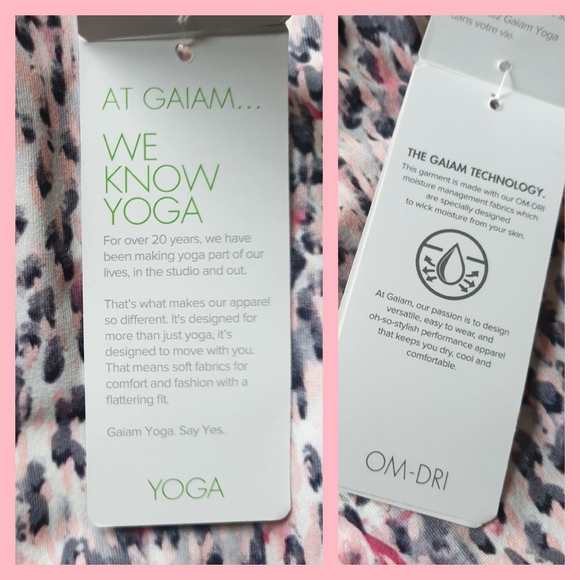 AT GAIAM...
WE
KNOW
YOGA
For over 20 years, we have
been making yoga part of our
lives, in the studio and out.
That's what makes our apparel
so different. It's designed for
more than just yoga, it's
designed to move with you.
That means soft fabrics for
comfort and fashion with a
flattering fit.
Gaiam Yoga. Say Yes.
YOGA
Gaiam Yoga
dans votre vie.
THE GAIAM TECHNOLOGY.
This garment is made with our OM-DRI
moisture management fabrics which
are specially designed
to wick moisture from your skin.
At Gaiam, our passion is to design
versatile, easy to wear, and
oh-so-stylish performance apparel
that keeps you dry, cool and
comfortable.
OM-DRI